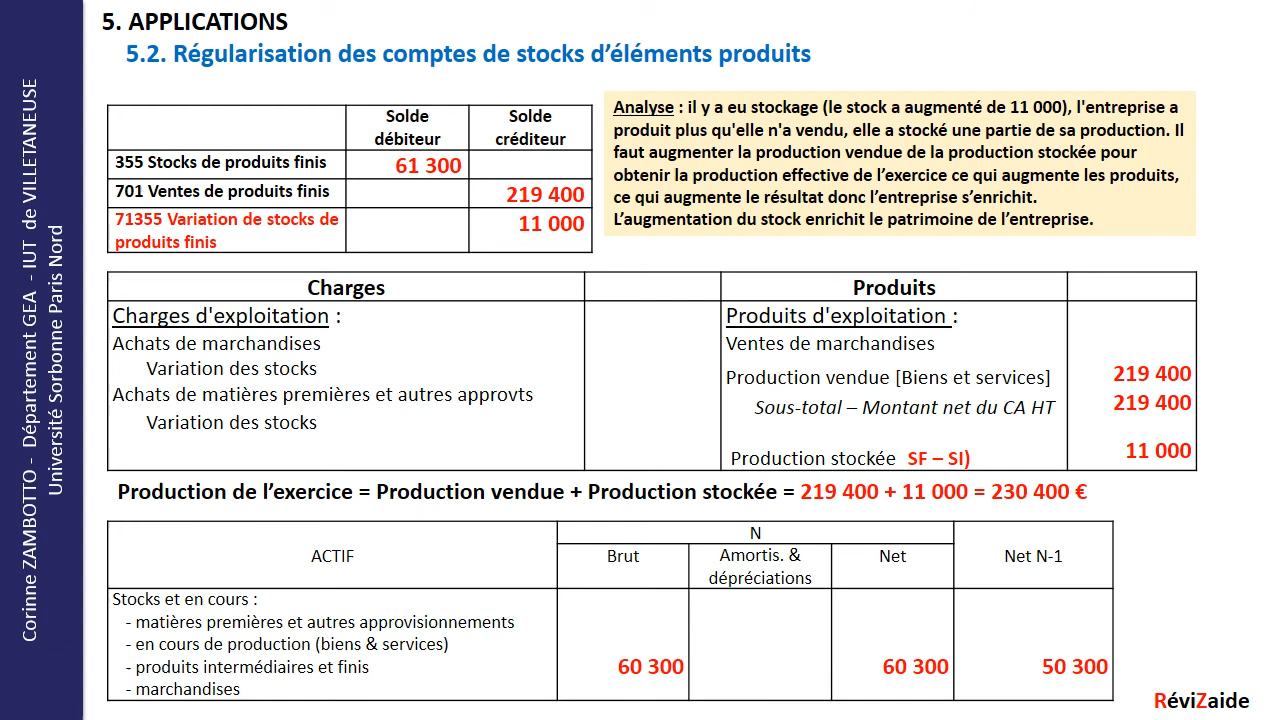 5. APPLICATIONS
5.2. Régularisation des comptes de stocks d'éléments produits
Corinne ZAMBOTTO - Département GEA - IUT de VILLETANEUSE
Université Sorbonne Paris Nord
Solde débiteur
Solde créditeur
355 Stocks de produits finis 61 300
701 Ventes de produits finis 219 400
71355 Variation de stocks de 11 000
produits finis
Analyse : il y a eu stockage (le stock a augmenté de 11 000), l'entreprise a
produit plus qu'elle n'a vendu, elle a stocké une partie de sa production. Il
faut augmenter la production vendue de la production stockée pour
obtenir la production effective de l'exercice ce qui augmente les produits,
ce qui augmente le résultat donc l'entreprise s'enrichit.
L'augmentation du stock enrichit le patrimoine de l'entreprise.
Charges Produits
Charges d'exploitation :
Achats de marchandises
Variation des stocks
Achats de matières premières et autres approvts
Variation des stocks
Produits d'exploitation :
Ventes de marchandises
Production vendue [Biens et services] 219 400
Sous-total – Montant net du CA HT 219 400
Production stockée SF – SI) 11 000
Production de l'exercice = Production vendue + Production stockée = 219 400 + 11 000 = 230 400 €
ACTIF N Net N-1
Brut Amortis. & dépréciations Net
Stocks et en cours :
- matières premières et autres approvisionnements
- en cours de production (biens & services)
- produits intermédiaires et finis 60 300 60 300 50 300
- marchandises
RéviZaide